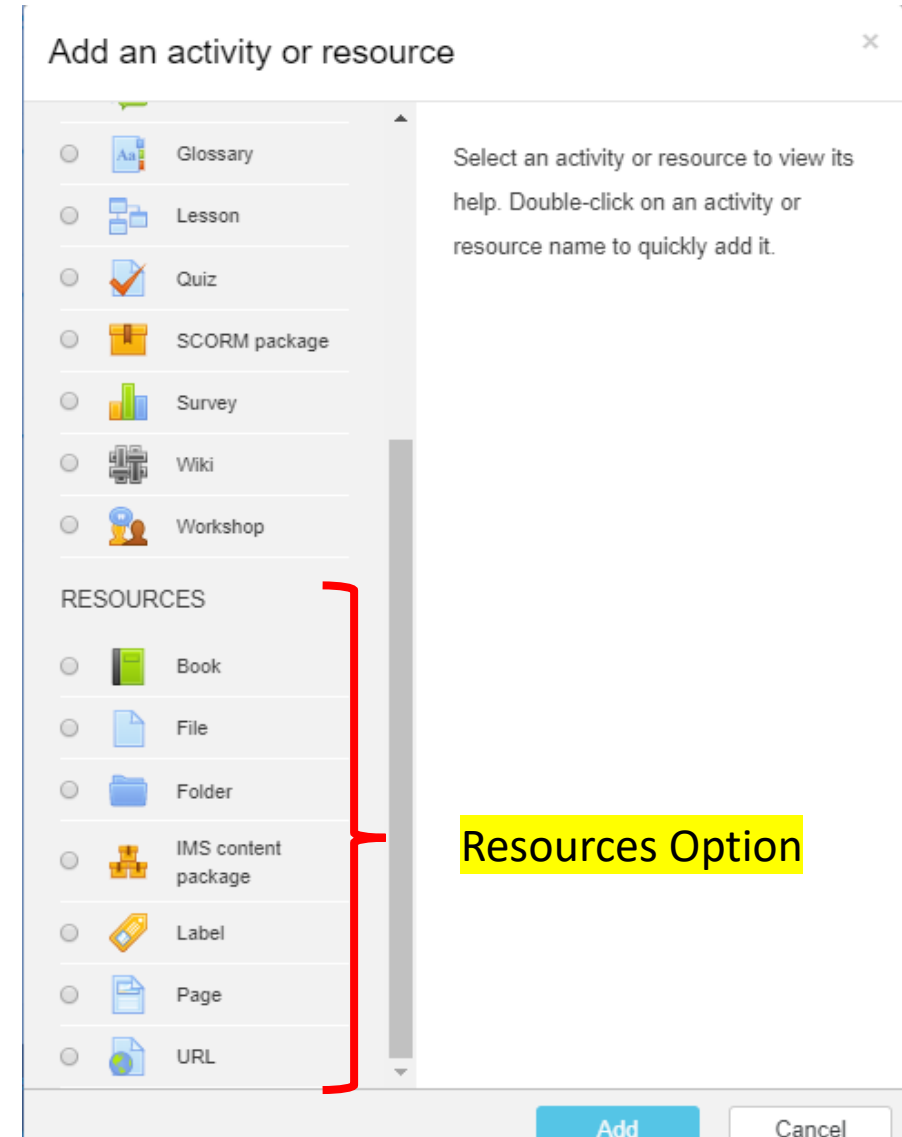 Add an activity or resource
×
Aa
Glossary
Lesson
Quiz
SCORM package
Survey
Wiki
Workshop
RESOURCES
Book
File
Folder
IMS content
package
Label
Page
URL
Select an activity or resource to view its
help. Double-click on an activity or
resource name to quickly add it.
Resources Option
Add
Cancel